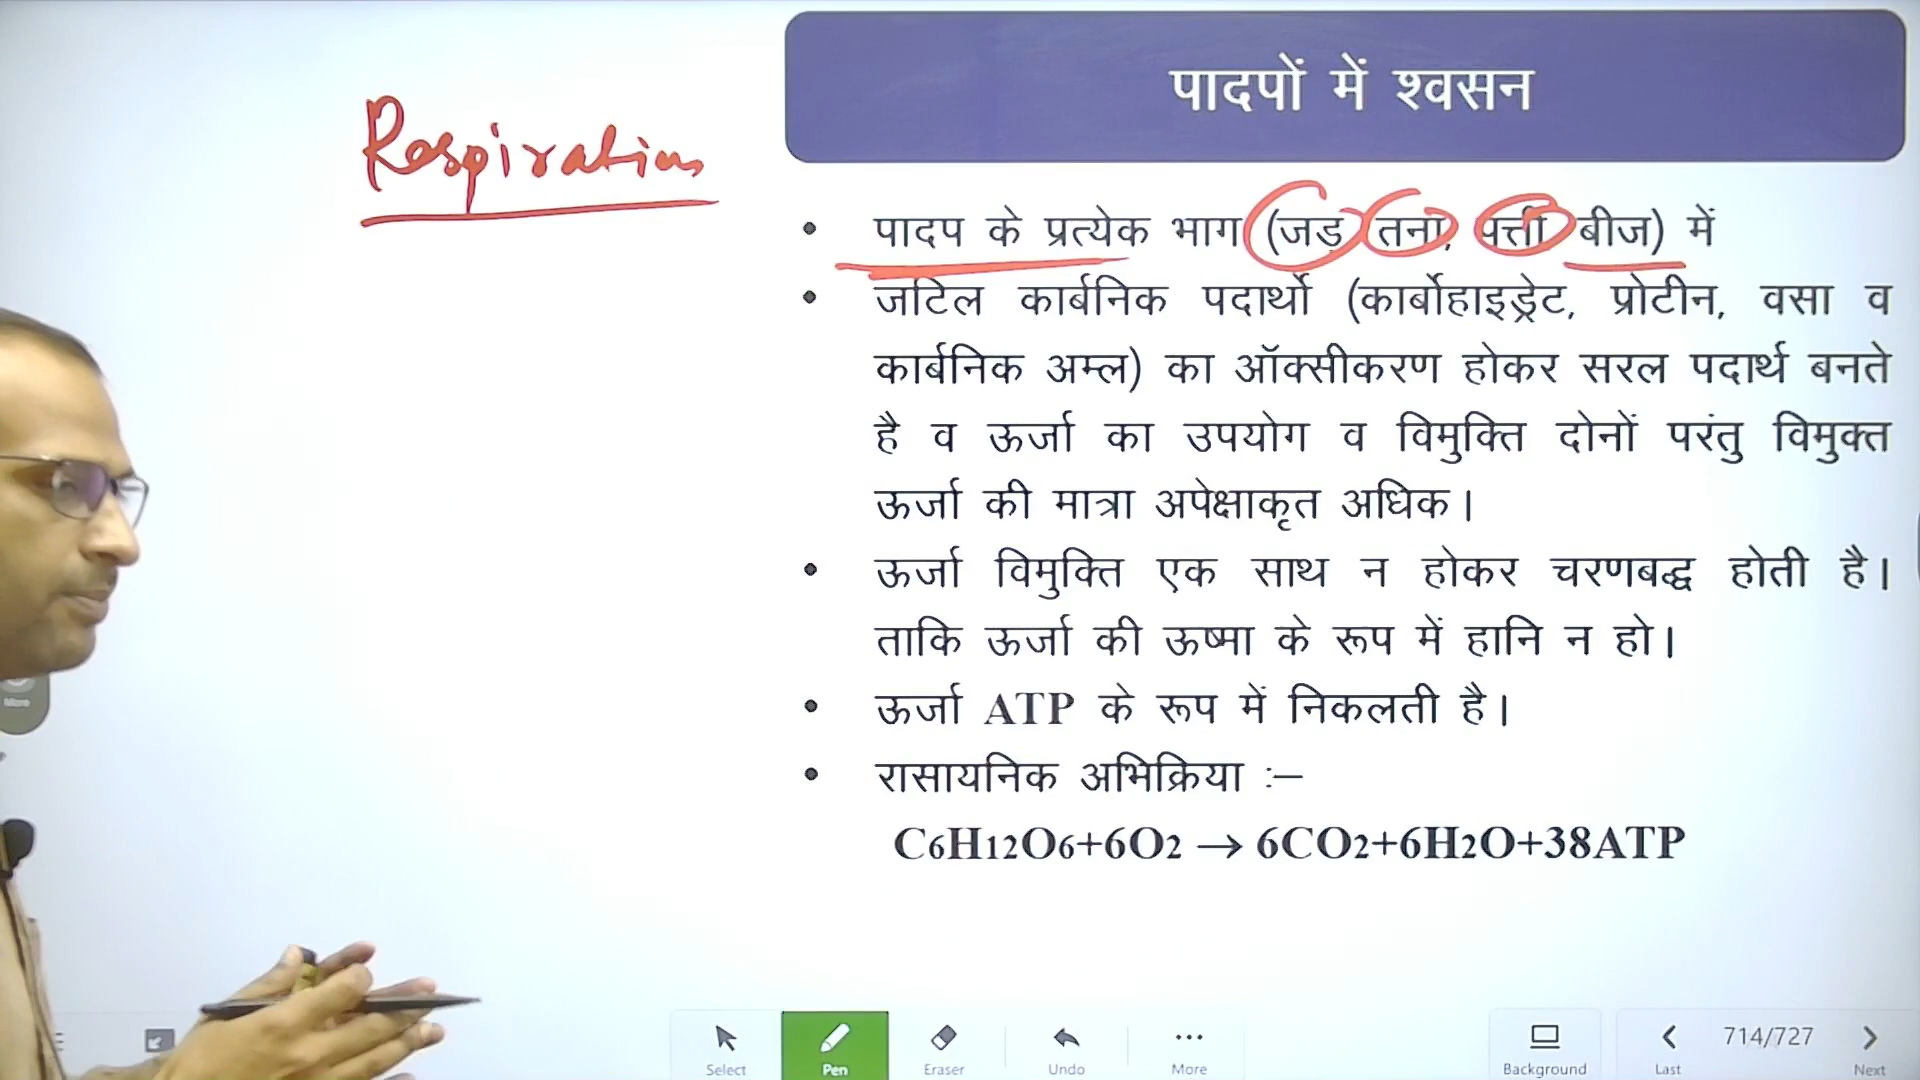 पादपों में श्वसन
Respiration
• पादप के प्रत्येक भाग (जड़ तना, पत्ती बीज) में
• जटिल कार्बनिक पदार्थो (कार्बोहाइड्रेट, प्रोटीन, वसा व
कार्बनिक अम्ल) का ऑक्सीकरण होकर सरल पदार्थ बनते
है व ऊर्जा का उपयोग व विमुक्ति दोनों परंतु विमुक्त
ऊर्जा की मात्रा अपेक्षाकृत अधिक।
• ऊर्जा विमुक्ति एक साथ न होकर चरणबद्ध होती है।
ताकि ऊर्जा की ऊष्मा के रूप में हानि न हो।
• ऊर्जा ATP के रूप में निकलती है।
• रासायनिक अभिक्रिया :–
C6H12O6+6O2 → 6CO2+6H2O+38ATP
More
Select Pen Eraser Undo More Background Last 714/727 Next